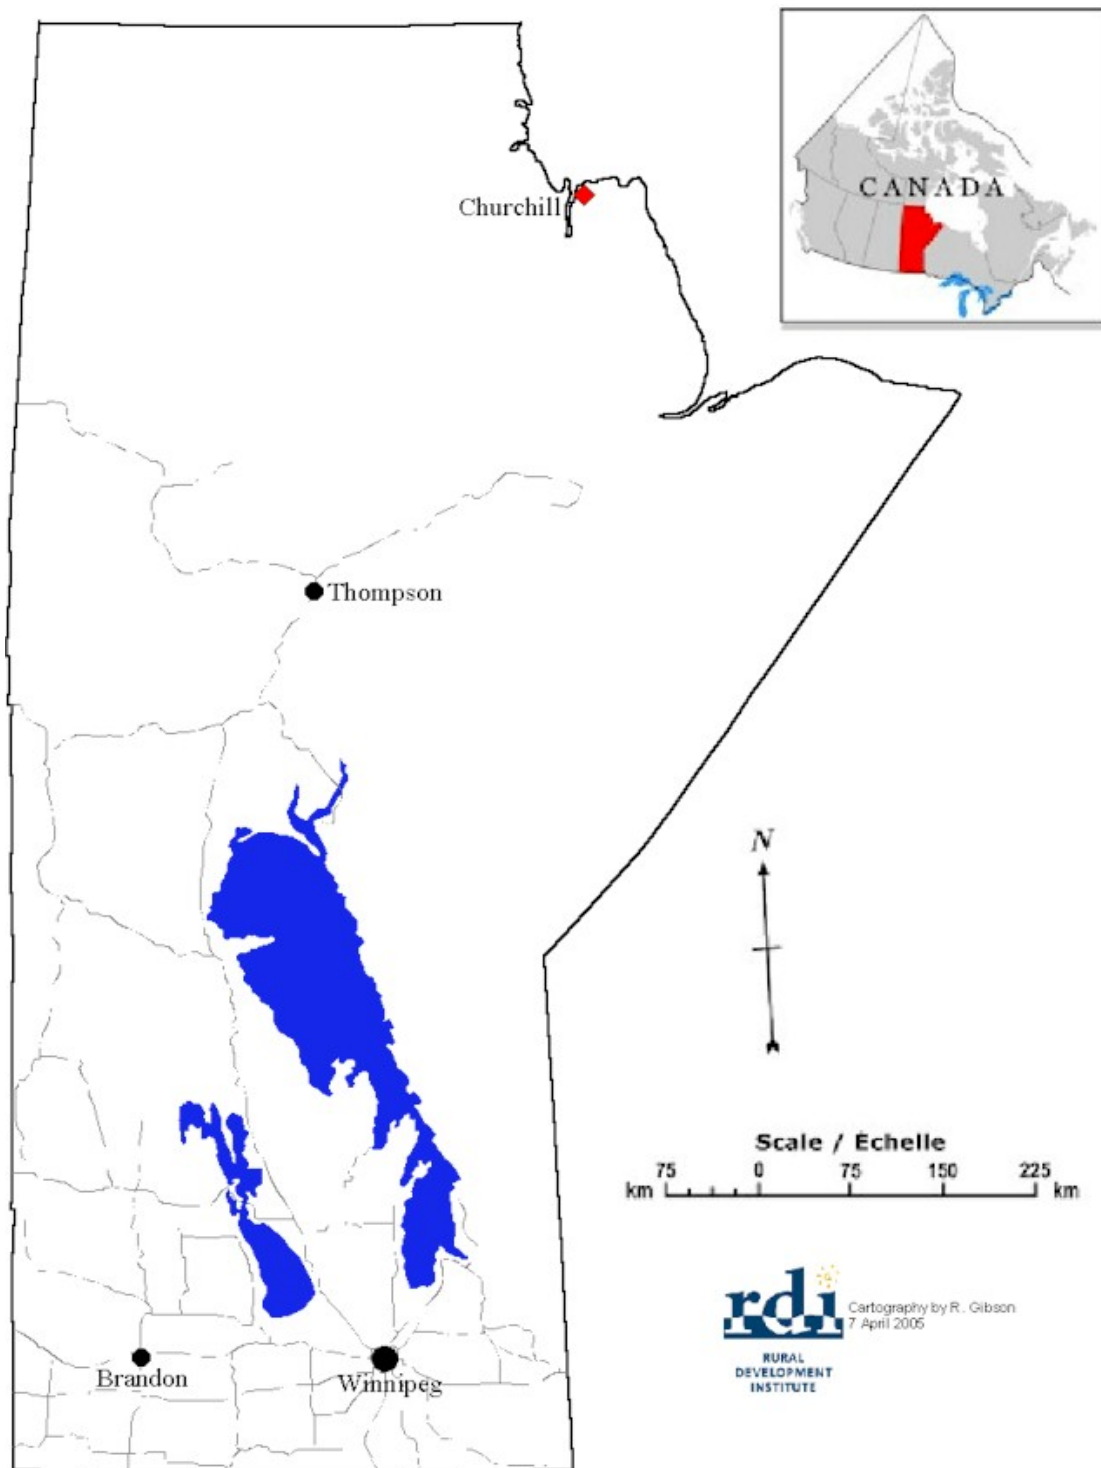 CANADA
Churchill
Thompson
N
Scale / Échelle
75 0 75 150 225
km km
rdi
Cartography by R. Gibson
7 April 2005
RURAL
DEVELOPMENT
INSTITUTE
Brandon
Winnipeg